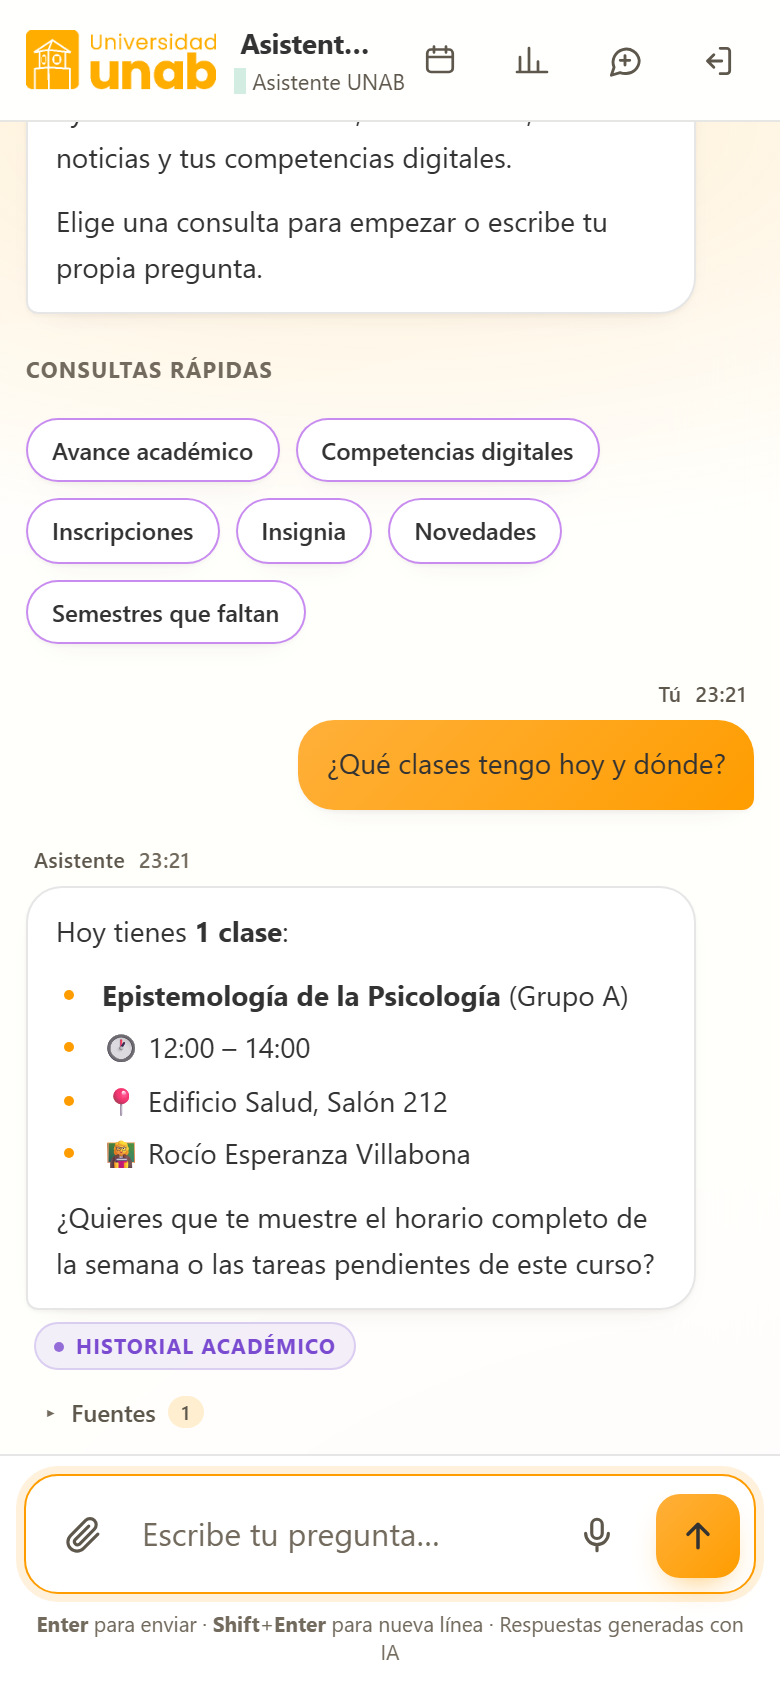 Universidad
unab
Asistent...
Asistente UNAB
noticias y tus competencias digitales.
Elige una consulta para empezar o escribe tu
propia pregunta.
CONSULTAS RÁPIDAS
Avance académico
Competencias digitales
Inscripciones
Insignia
Novedades
Semestres que faltan
Tú 23:21
¿Qué clases tengo hoy y dónde?
Asistente 23:21
Hoy tienes 1 clase:
Epistemología de la Psicología (Grupo A)
12:00 – 14:00
Edificio Salud, Salón 212
Rocío Esperanza Villabona
¿Quieres que te muestre el horario completo de
la semana o las tareas pendientes de este curso?
HISTORIAL ACADÉMICO
Fuentes 1
Escribe tu pregunta...
Enter para enviar · Shift+Enter para nueva línea · Respuestas generadas con
IA